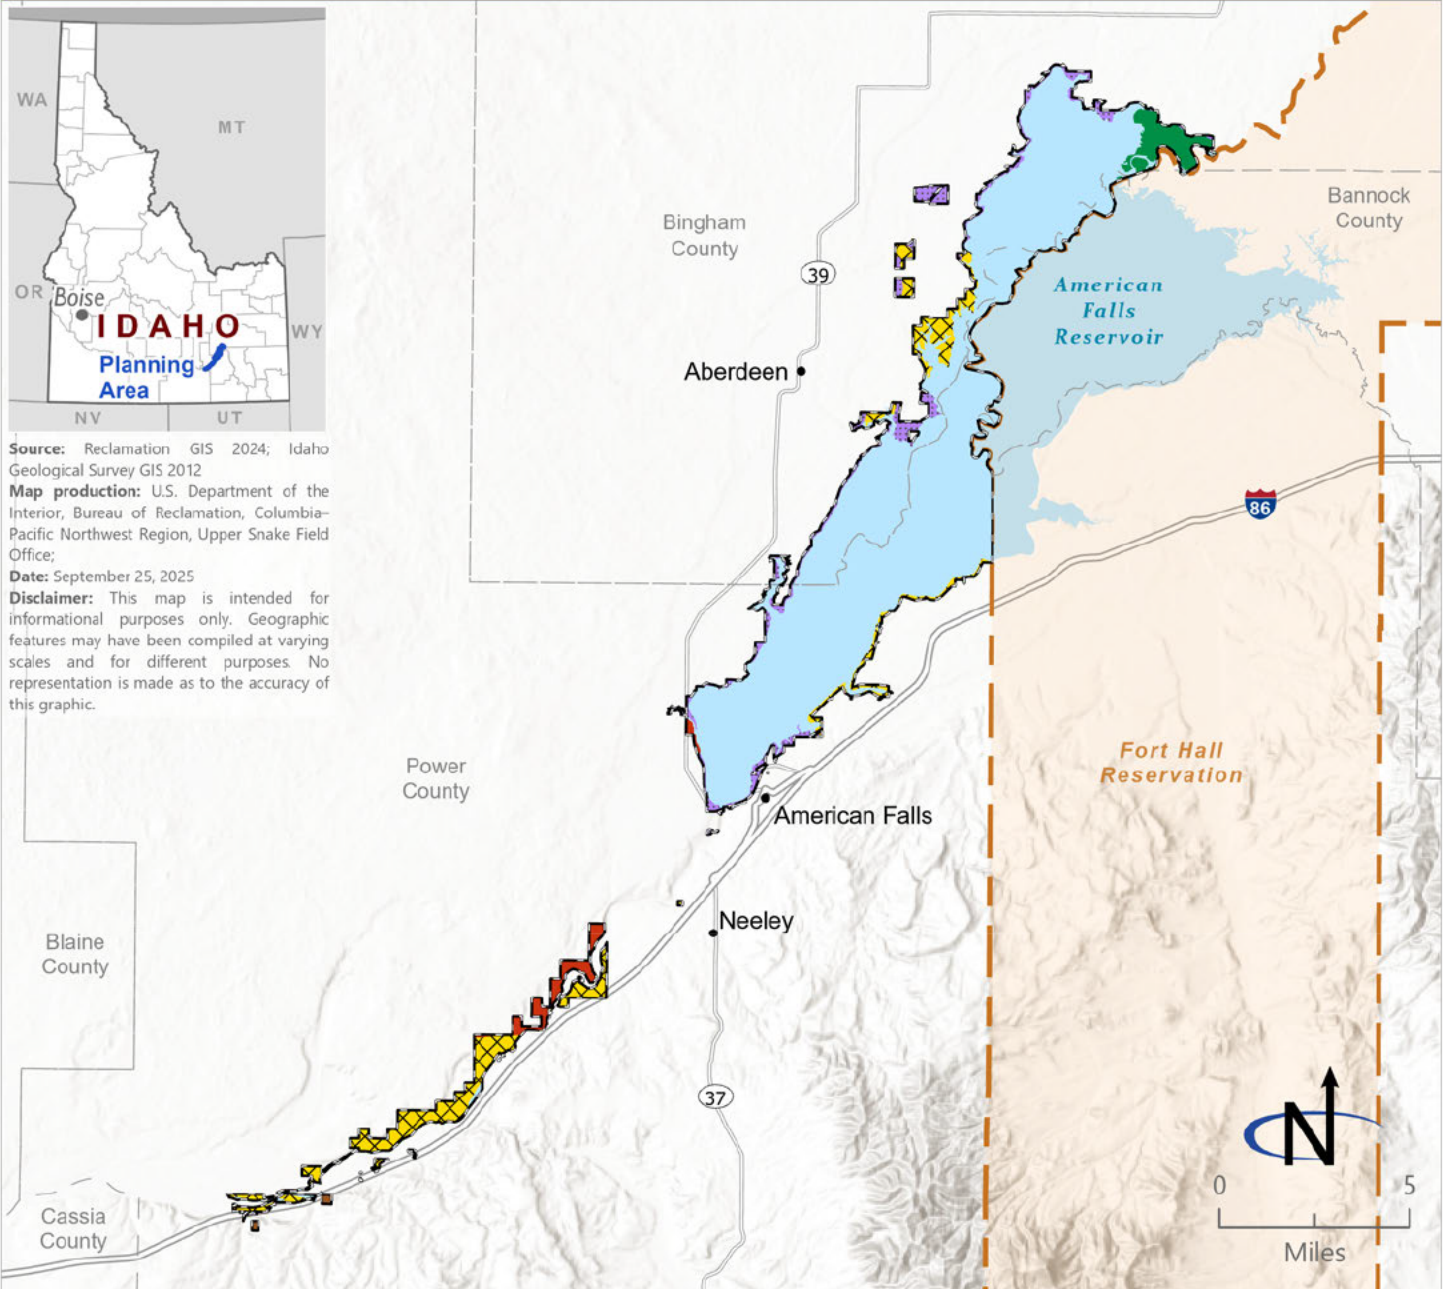 WA
MT
OR
Boise
IDAHO
WY
Planning
Area
NV
UT
Source: Reclamation GIS 2024; Idaho
Geological Survey GIS 2012
Map production: U.S. Department of the
Interior, Bureau of Reclamation, Columbia–
Pacific Northwest Region, Upper Snake Field
Office;
Date: September 25, 2025
Disclaimer: This map is intended for
informational purposes only. Geographic
features may have been compiled at varying
scales and for different purposes. No
representation is made as to the accuracy of
this graphic.
Bingham
County
39
Bannock
County
American
Falls
Reservoir
Aberdeen
86
Fort Hall
Reservation
Power
County
American Falls
Neeley
Blaine
County
37
N
0 5
Miles
Cassia
County